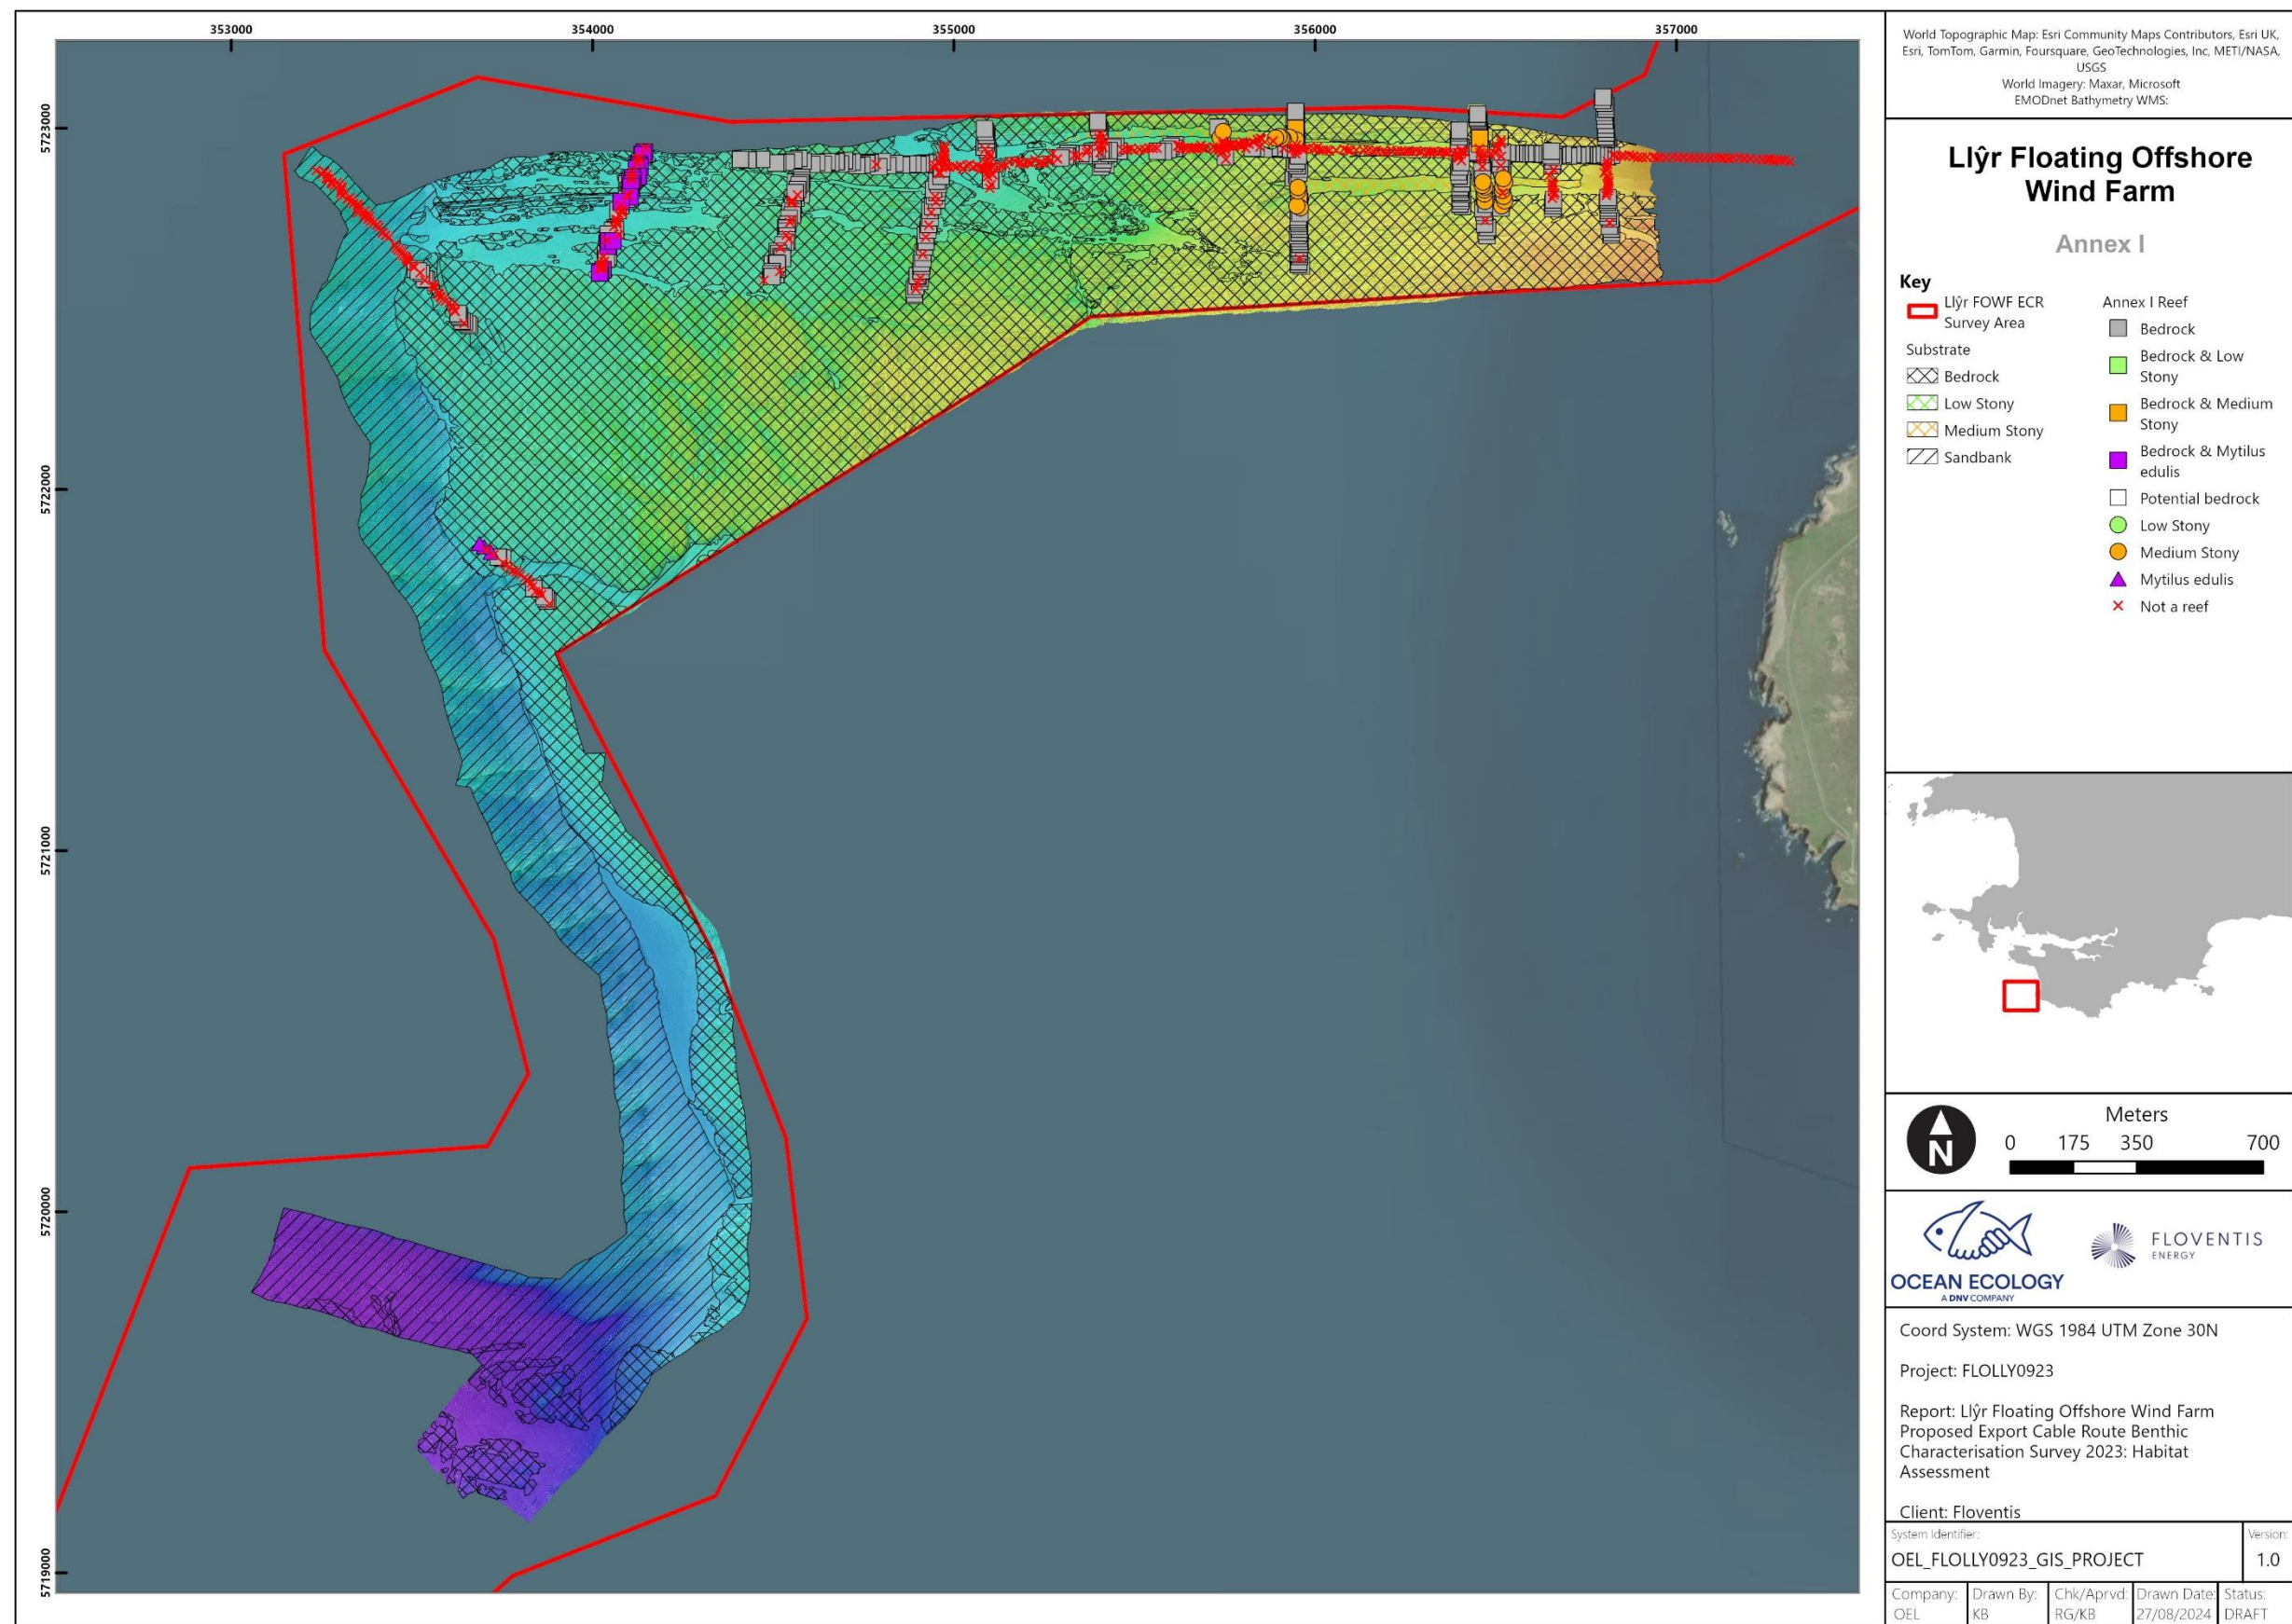 353000
354000
355000
356000
357000
5723000
5722000
5721000
5720000
5719000
World Topographic Map: Esri Community Maps Contributors, Esri UK,
Esri, TomTom, Garmin, Foursquare, GeoTechnologies, Inc, METI/NASA,
USGS
World Imagery: Maxar, Microsoft
EMODnet Bathymetry WMS:
Llŷr Floating Offshore
Wind Farm
Annex I
Key
Llŷr FOWF ECR
Survey Area
Substrate
Bedrock
Low Stony
Medium Stony
Sandbank
Annex I Reef
Bedrock
Bedrock & Low
Stony
Bedrock & Medium
Stony
Bedrock & Mytilus
edulis
Potential bedrock
Low Stony
Medium Stony
Mytilus edulis
Not a reef
N
Meters
0 175 350 700
OCEAN ECOLOGY
A DNV COMPANY
FLOVENTIS
ENERGY
Coord System: WGS 1984 UTM Zone 30N
Project: FLOLLY0923
Report: Llŷr Floating Offshore Wind Farm
Proposed Export Cable Route Benthic
Characterisation Survey 2023: Habitat
Assessment
Client: Floventis
System Identifier:
OEL_FLOLLY0923_GIS_PROJECT
Version:
1.0
Company:
OEL
Drawn By:
KB
Chk/Aprvd:
RG/KB
Drawn Date:
27/08/2024
Status:
DRAFT